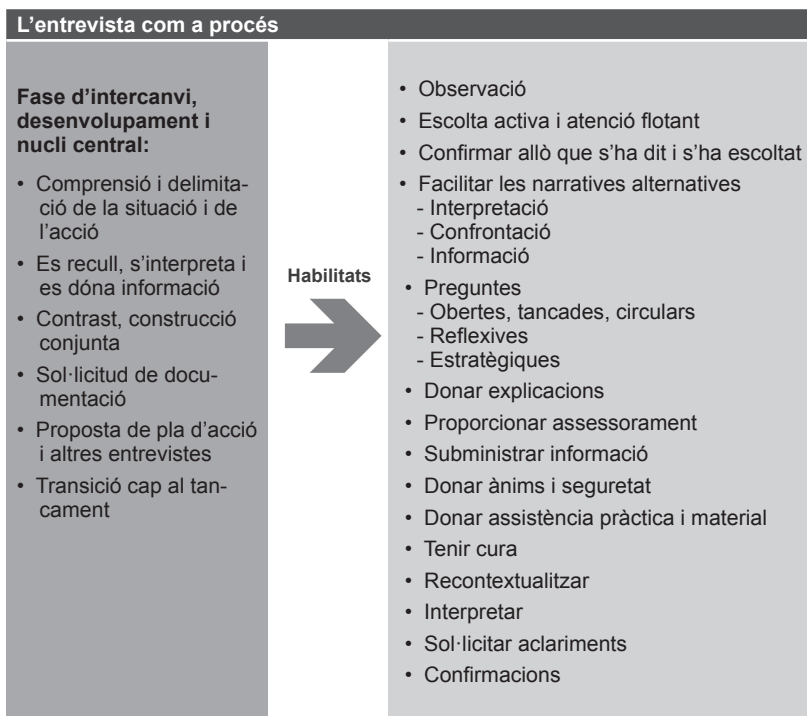 L'entrevista com a procés
Fase d'intercanvi,
desenvolupament i
nucli central:
• Comprensió i delimita-
ció de la situació i de
l'acció
• Es recull, s'interpreta i
es dóna informació
• Contrast, construcció
conjunta
• Sol·licitud de docu-
mentació
• Proposta de pla d'acció
i altres entrevistes
• Transició cap al tan-
cament
Habilitats
• Observació
• Escolta activa i atenció flotant
• Confirmar allò que s'ha dit i s'ha escoltat
• Facilitar les narratives alternatives
- Interpretació
- Confrontació
- Informació
• Preguntes
- Obertes, tancades, circulars
- Reflexives
- Estratègiques
• Donar explicacions
• Proporcionar assessorament
• Subministrar informació
• Donar ànims i seguretat
• Donar assistència pràctica i material
• Tenir cura
• Recontextualitzar
• Interpretar
• Sol·licitar aclariments
• Confirmacions